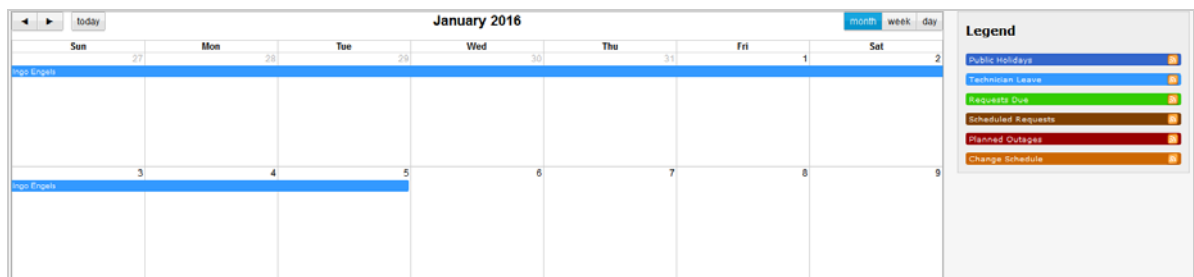 today January 2016 month week day
Legend
Sun Mon Tue Wed Thu Fri Sat
27 28 29 30 31 1 2
Ingo Engels
3 4 5 6 7 8 9
Ingo Engels
Public Holidays
Technician Leave
Requests Due
Scheduled Requests
Planned Outages
Change Schedule